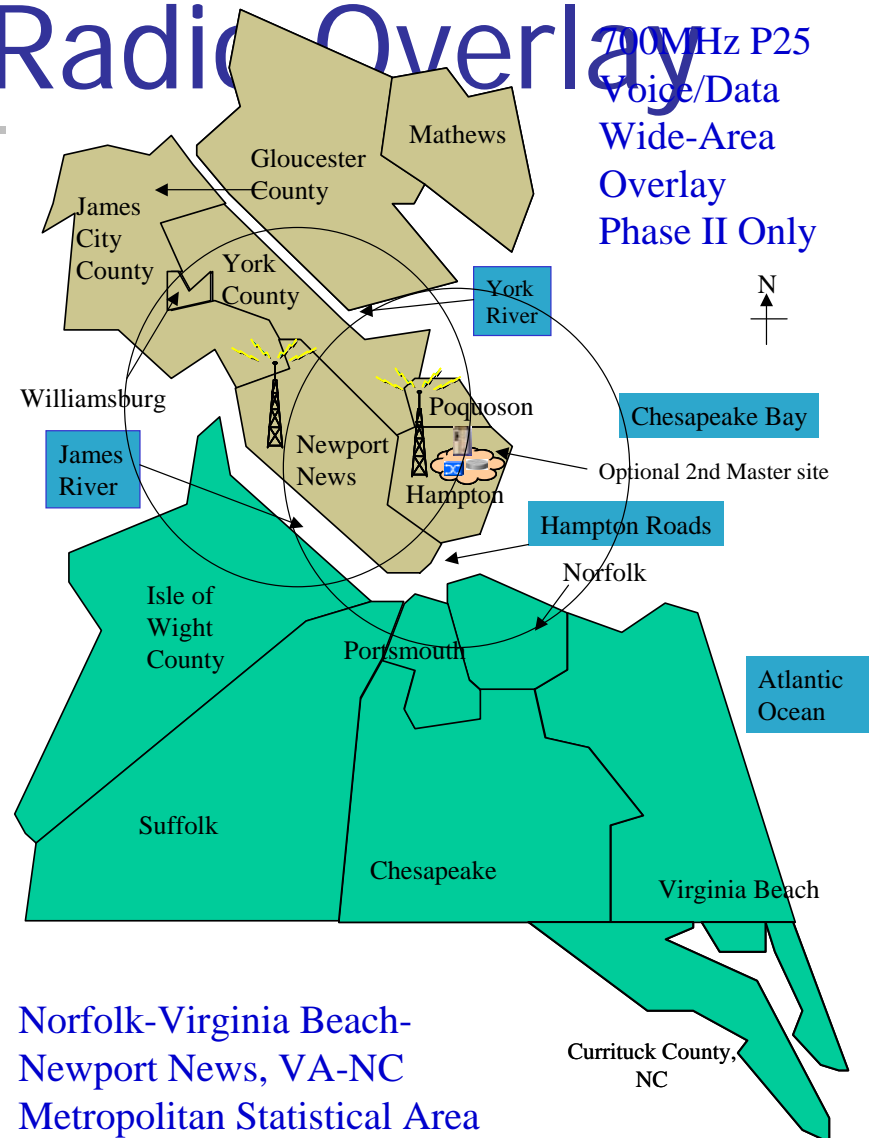 Radio Overlay
700MHz P25
Voice/Data
Wide-Area
Overlay
Phase II Only
Mathews
Gloucester
County
James
City
County
York
County
York
River
N
Williamsburg
Poquoson
Chesapeake Bay
James
River
Newport
News
Optional 2nd Master site
Hampton
Hampton Roads
Norfolk
Isle of
Wight
County
Portsmouth
Atlantic
Ocean
Suffolk
Chesapeake
Virginia Beach
Norfolk-Virginia Beach-
Newport News, VA-NC
Metropolitan Statistical Area
Currituck County,
NC